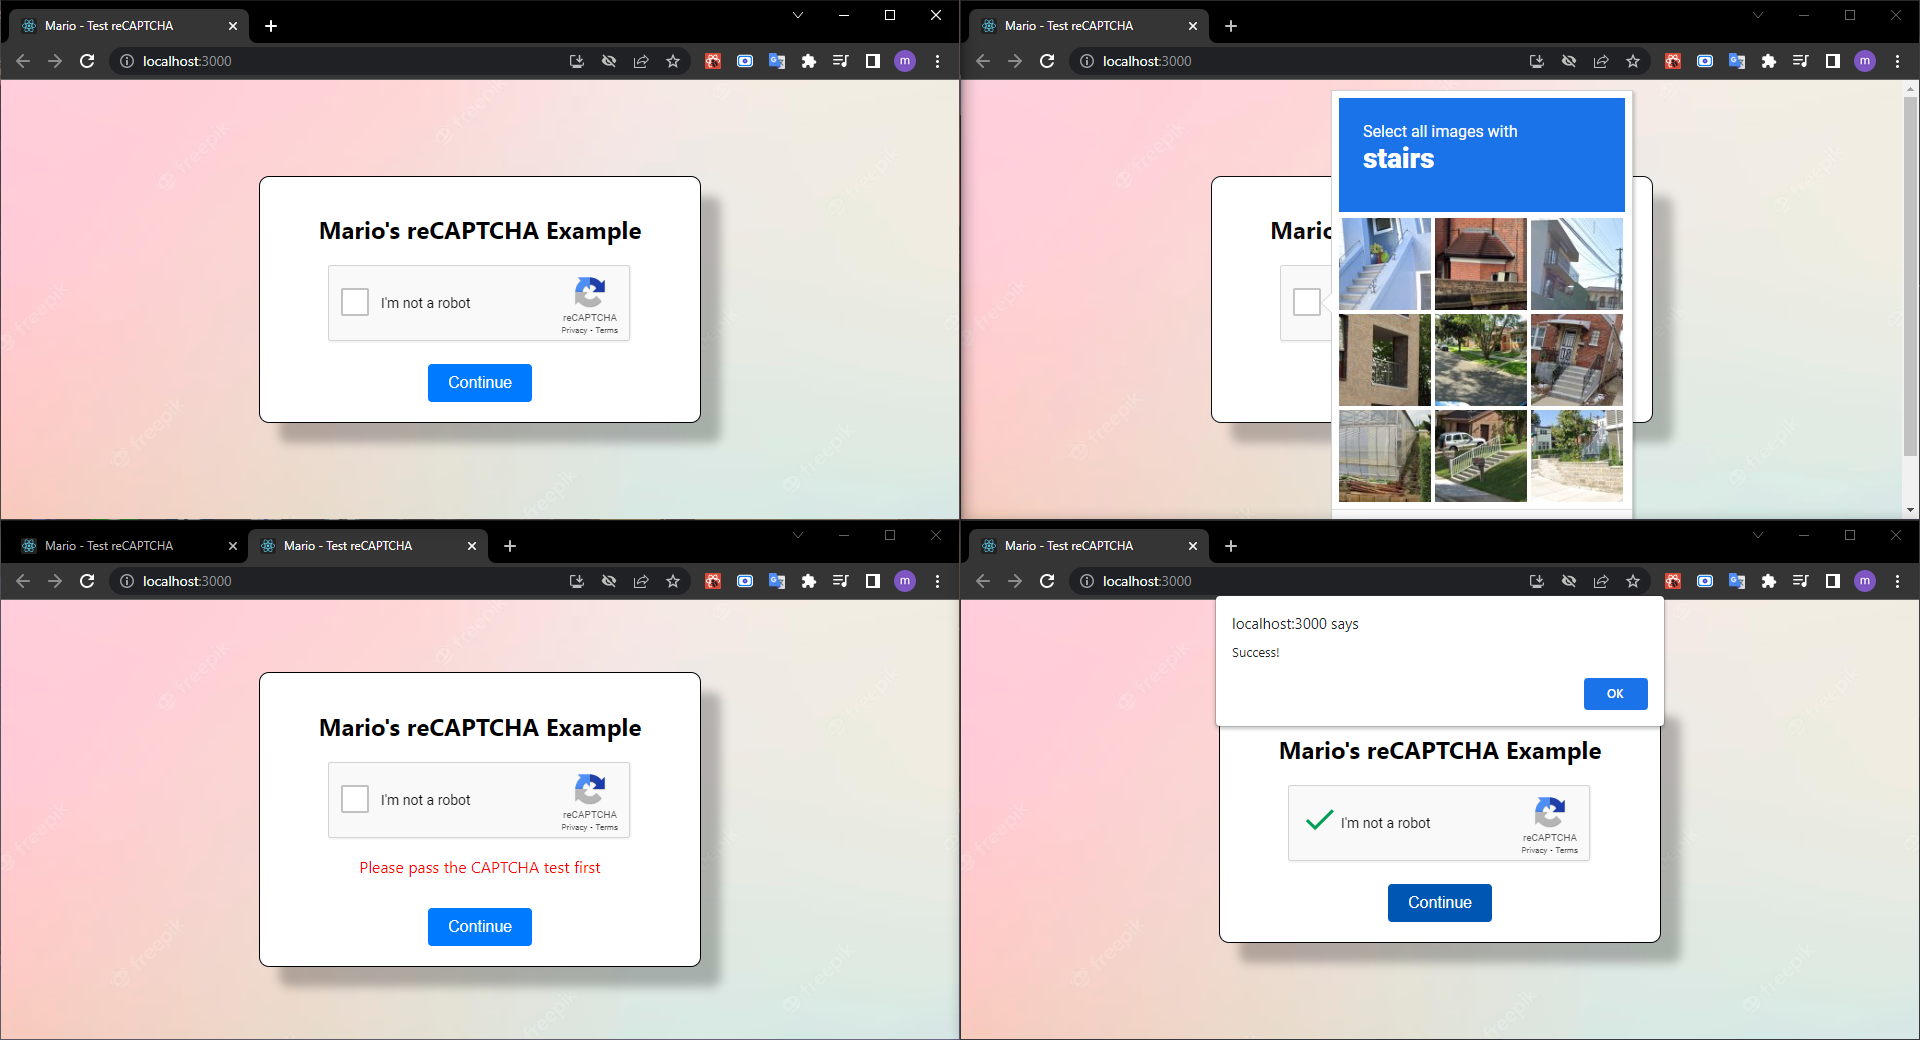 Mario - Test reCAPTCHA
localhost:3000
m
Mario's reCAPTCHA Example
I'm not a robot
reCAPTCHA
Privacy - Terms
Continue
Mario - Test reCAPTCHA
localhost:3000
m
Select all images with
stairs
Mario
Mario - Test reCAPTCHA
Mario - Test reCAPTCHA
localhost:3000
m
Mario's reCAPTCHA Example
I'm not a robot
reCAPTCHA
Privacy - Terms
Please pass the CAPTCHA test first
Continue
Mario - Test reCAPTCHA
localhost:3000
m
localhost:3000 says
Success!
OK
Mario's reCAPTCHA Example
I'm not a robot
reCAPTCHA
Privacy - Terms
Continue
freepik